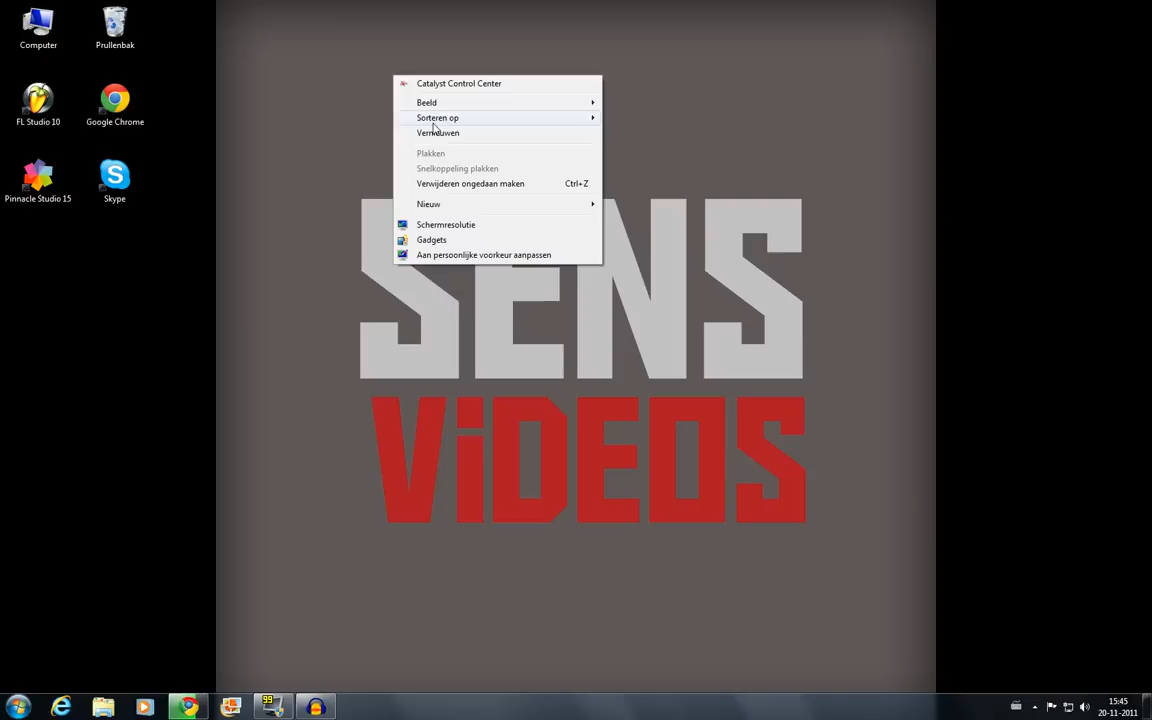 Computer
Prullenbak
FL Studio 10
Google Chrome
Pinnacle Studio 15
Skype
Catalyst Control Center
Beeld
Sorteren op
Vernieuwen
Plakken
Snelkoppeling plakken
Verwijderen ongedaan maken Ctrl+Z
Nieuw
Schermresolutie
Gadgets
Aan persoonlijke voorkeur aanpassen
SENS
ViDEOS
99
15:45
20-11-2011